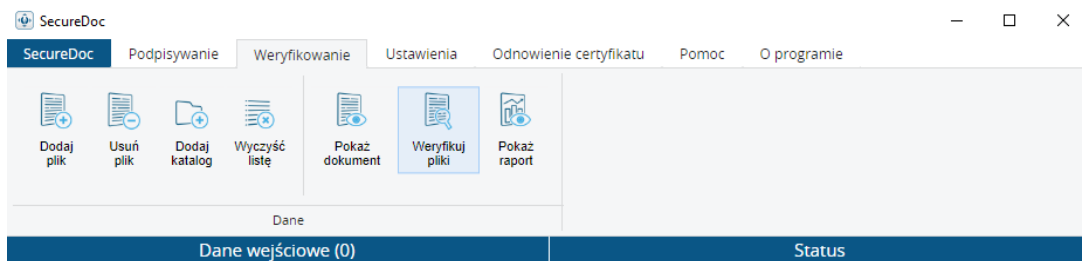 SecureDoc
SecureDoc Podpisywanie Weryfikowanie Ustawienia Odnowienie certyfikatu Pomoc O programie
Dodaj plik
Usuń plik
Dodaj katalog
Wyczyść listę
Pokaż dokument
Weryfikuj pliki
Pokaż raport
Dane
Dane wejściowe (0) Status